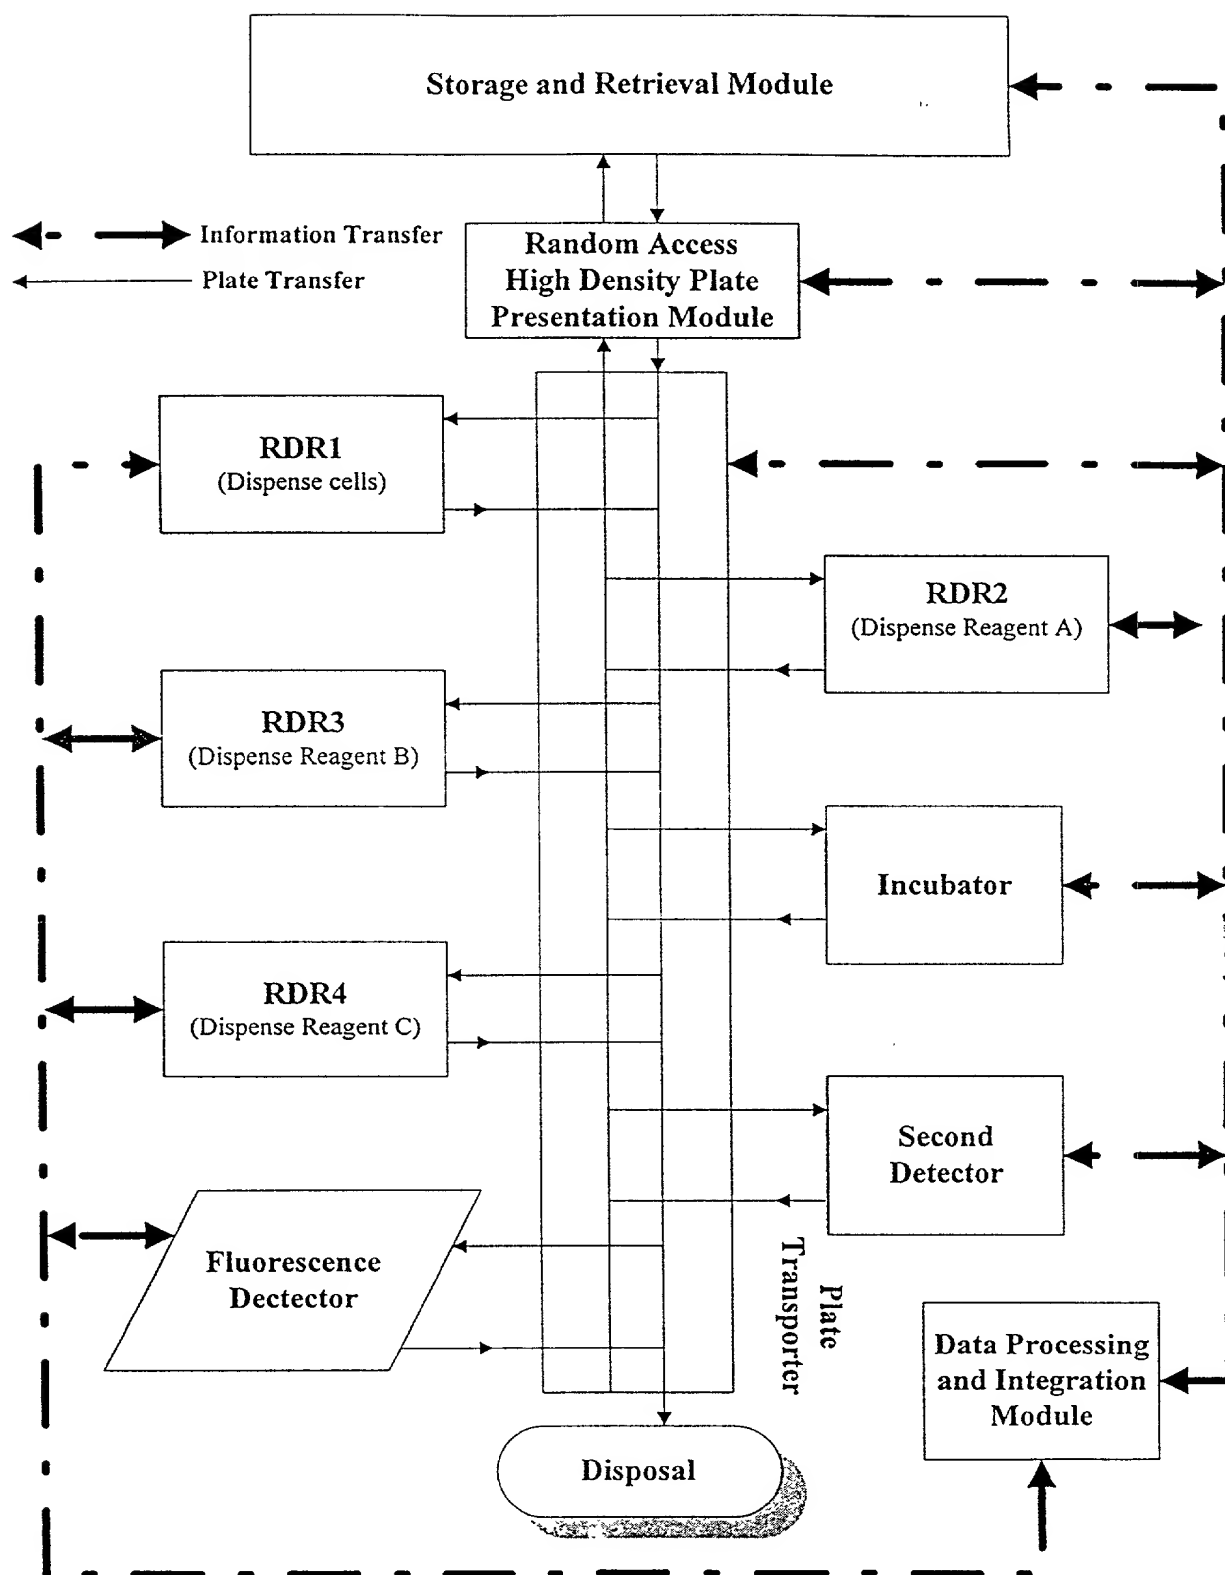 Storage and Retrieval Module
Information Transfer
Plate Transfer
Random Access
High Density Plate
Presentation Module
RDR1
(Dispense cells)
RDR2
(Dispense Reagent A)
RDR3
(Dispense Reagent B)
Incubator
RDR4
(Dispense Reagent C)
Second
Detector
Fluorescence
Dectector
Plate
Transporter
Data Processing
and Integration
Module
Disposal